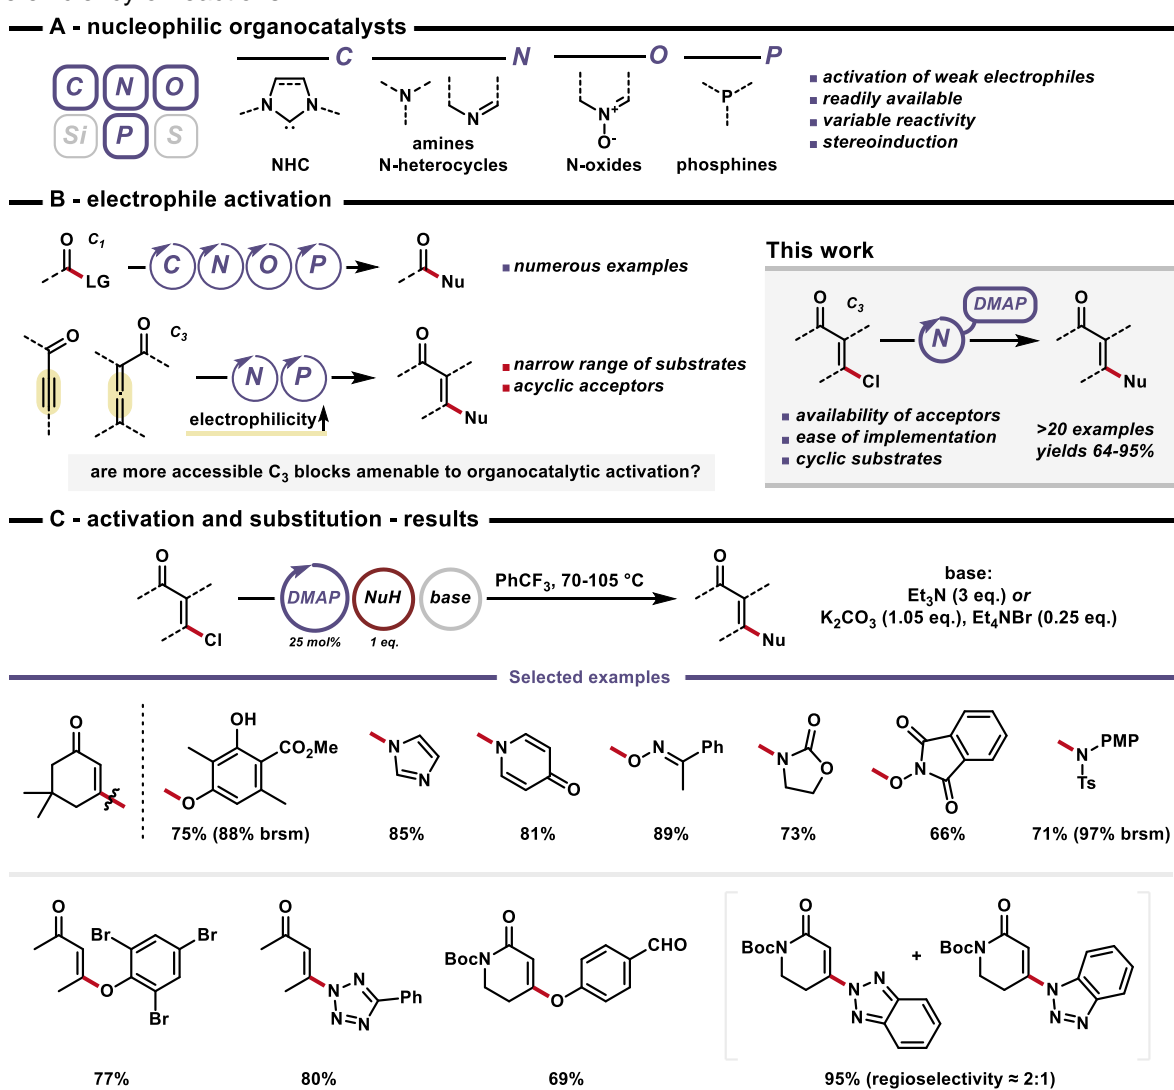 A - nucleophilic organocatalysts
C N O
Si P S
C N O P
N N
N
N
N+
O-
P
amines
NHC N-heterocycles N-oxides phosphines
activation of weak electrophiles
readily available
variable reactivity
stereoinduction
B - electrophile activation
O C1
LG
C N O P
O
Nu
numerous examples
O
O
C3
N P
electrophilicity
O
Nu
narrow range of substrates
acyclic acceptors
are more accessible C3 blocks amenable to organocatalytic activation?
This work
O
C3
Cl
N DMAP
O
Nu
availability of acceptors
ease of implementation
cyclic substrates
>20 examples
yields 64-95%
C - activation and substitution - results
O
Cl
DMAP NuH base
25 mol% 1 eq.
PhCF3, 70-105 °C
O
Nu
base:
Et3N (3 eq.) or
K2CO3 (1.05 eq.), Et4NBr (0.25 eq.)
Selected examples
O
OH
CO2Me
O
75% (88% brsm)
N
N
85%
N
O
81%
O N Ph
89%
O
N
O
73%
O
N
O
O
66%
N PMP
Ts
71% (97% brsm)
O
Br
Br
O
Br
77%
O
N N
N N
Ph
80%
O
BocN
CHO
O
69%
O
BocN
N
N
N
+
O
BocN
N
N
N
95% (regioselectivity ≈ 2:1)